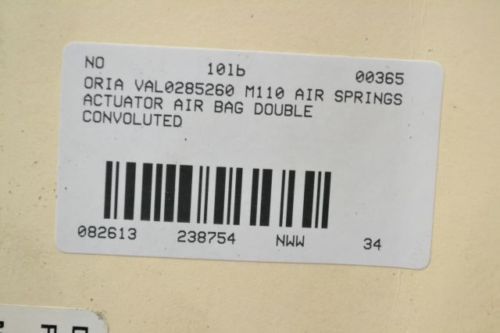 NO 10lb 00365
ORIA VAL0285260 M110 AIR SPRINGS
ACTUATOR AIR BAG DOUBLE
CONVOLUTED
082613 238754 NWW 34